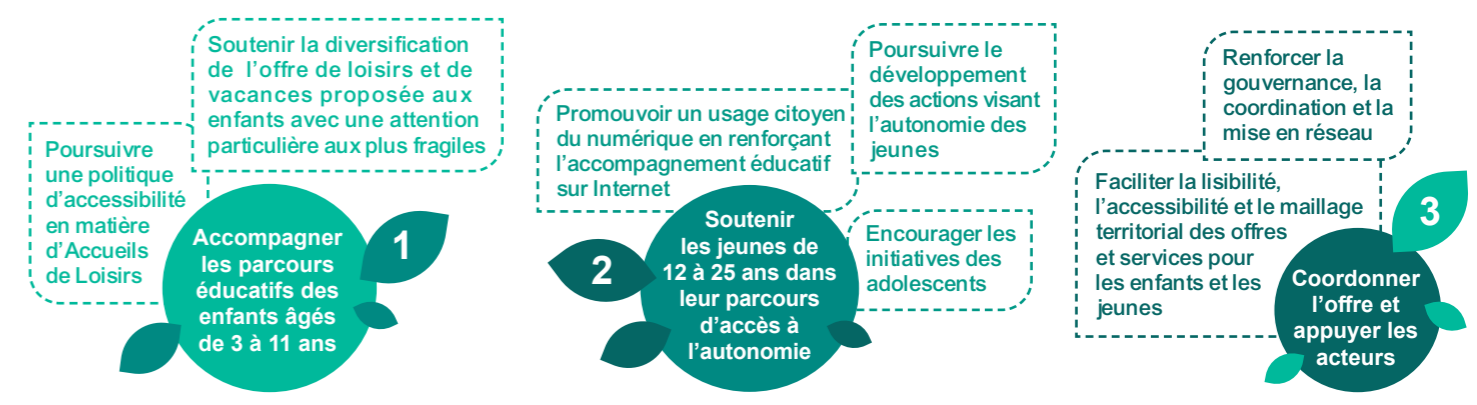 Poursuivre
une politique
d'accessibilité
en matière
d'Accueils
de Loisirs
Soutenir la diversification
de l'offre de loisirs et de
vacances proposée aux
enfants avec une attention
particulière aux plus fragiles
Accompagner
les parcours
éducatifs des
enfants âgés
de 3 à 11 ans
1
Promouvoir un usage citoyen
du numérique en renforçant
l'accompagnement éducatif
sur Internet
Poursuivre le
développement
des actions visant
l'autonomie des
jeunes
Encourager les
initiatives des
adolescents
2
Soutenir
les jeunes de
12 à 25 ans dans
leur parcours
d'accès à
l'autonomie
Renforcer la
gouvernance, la
coordination et la
mise en réseau
Faciliter la lisibilité,
l'accessibilité et le maillage
territorial des offres
et services pour
les enfants et les
jeunes
3
Coordonner
l'offre et
appuyer les
acteurs